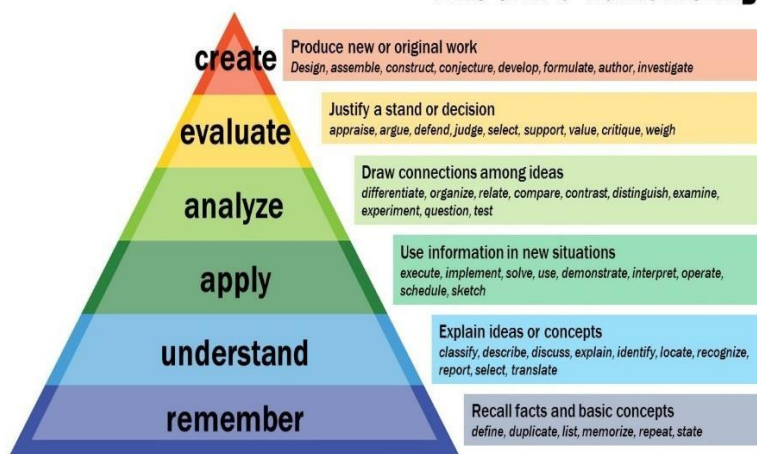 create
Produce new or original work
Design, assemble, construct, conjecture, develop, formulate, author, investigate
evaluate
Justify a stand or decision
appraise, argue, defend, judge, select, support, value, critique, weigh
analyze
Draw connections among ideas
differentiate, organize, relate, compare, contrast, distinguish, examine,
experiment, question, test
apply
Use information in new situations
execute, implement, solve, use, demonstrate, interpret, operate,
schedule, sketch
understand
Explain ideas or concepts
classify, describe, discuss, explain, identify, locate, recognize,
report, select, translate
remember
Recall facts and basic concepts
define, duplicate, list, memorize, repeat, state